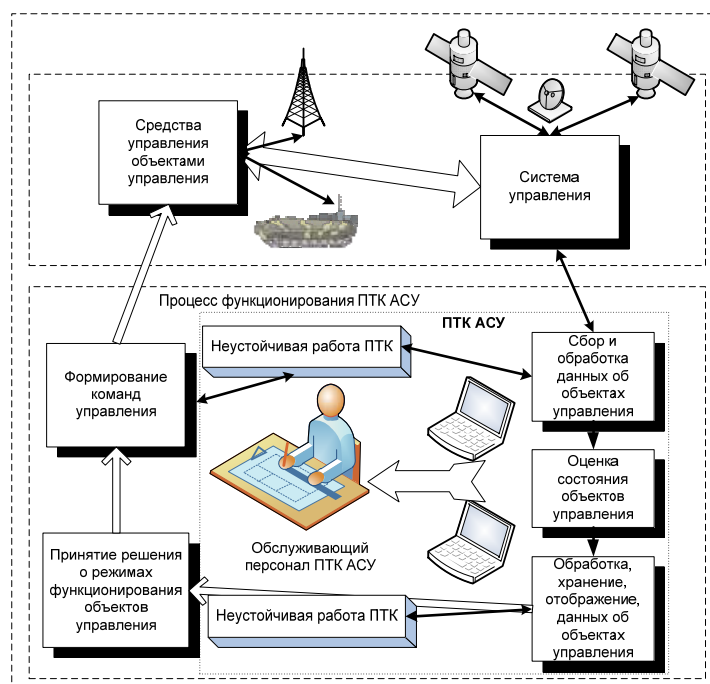 Средства
управления
объектами
управления
Система
управления
Процесс функционирования ПТК АСУ
ПТК АСУ
Неустойчивая работа ПТК
Сбор и
обработка
данных об
объектах
управления
Формирование
команд
управления
Оценка
состояния
объектов
управления
Обслуживающий
персонал ПТК АСУ
Принятие решения
о режимах
функционирования
объектов
управления
Неустойчивая работа ПТК
Обработка,
хранение,
отображение,
данных об
объектах
управления